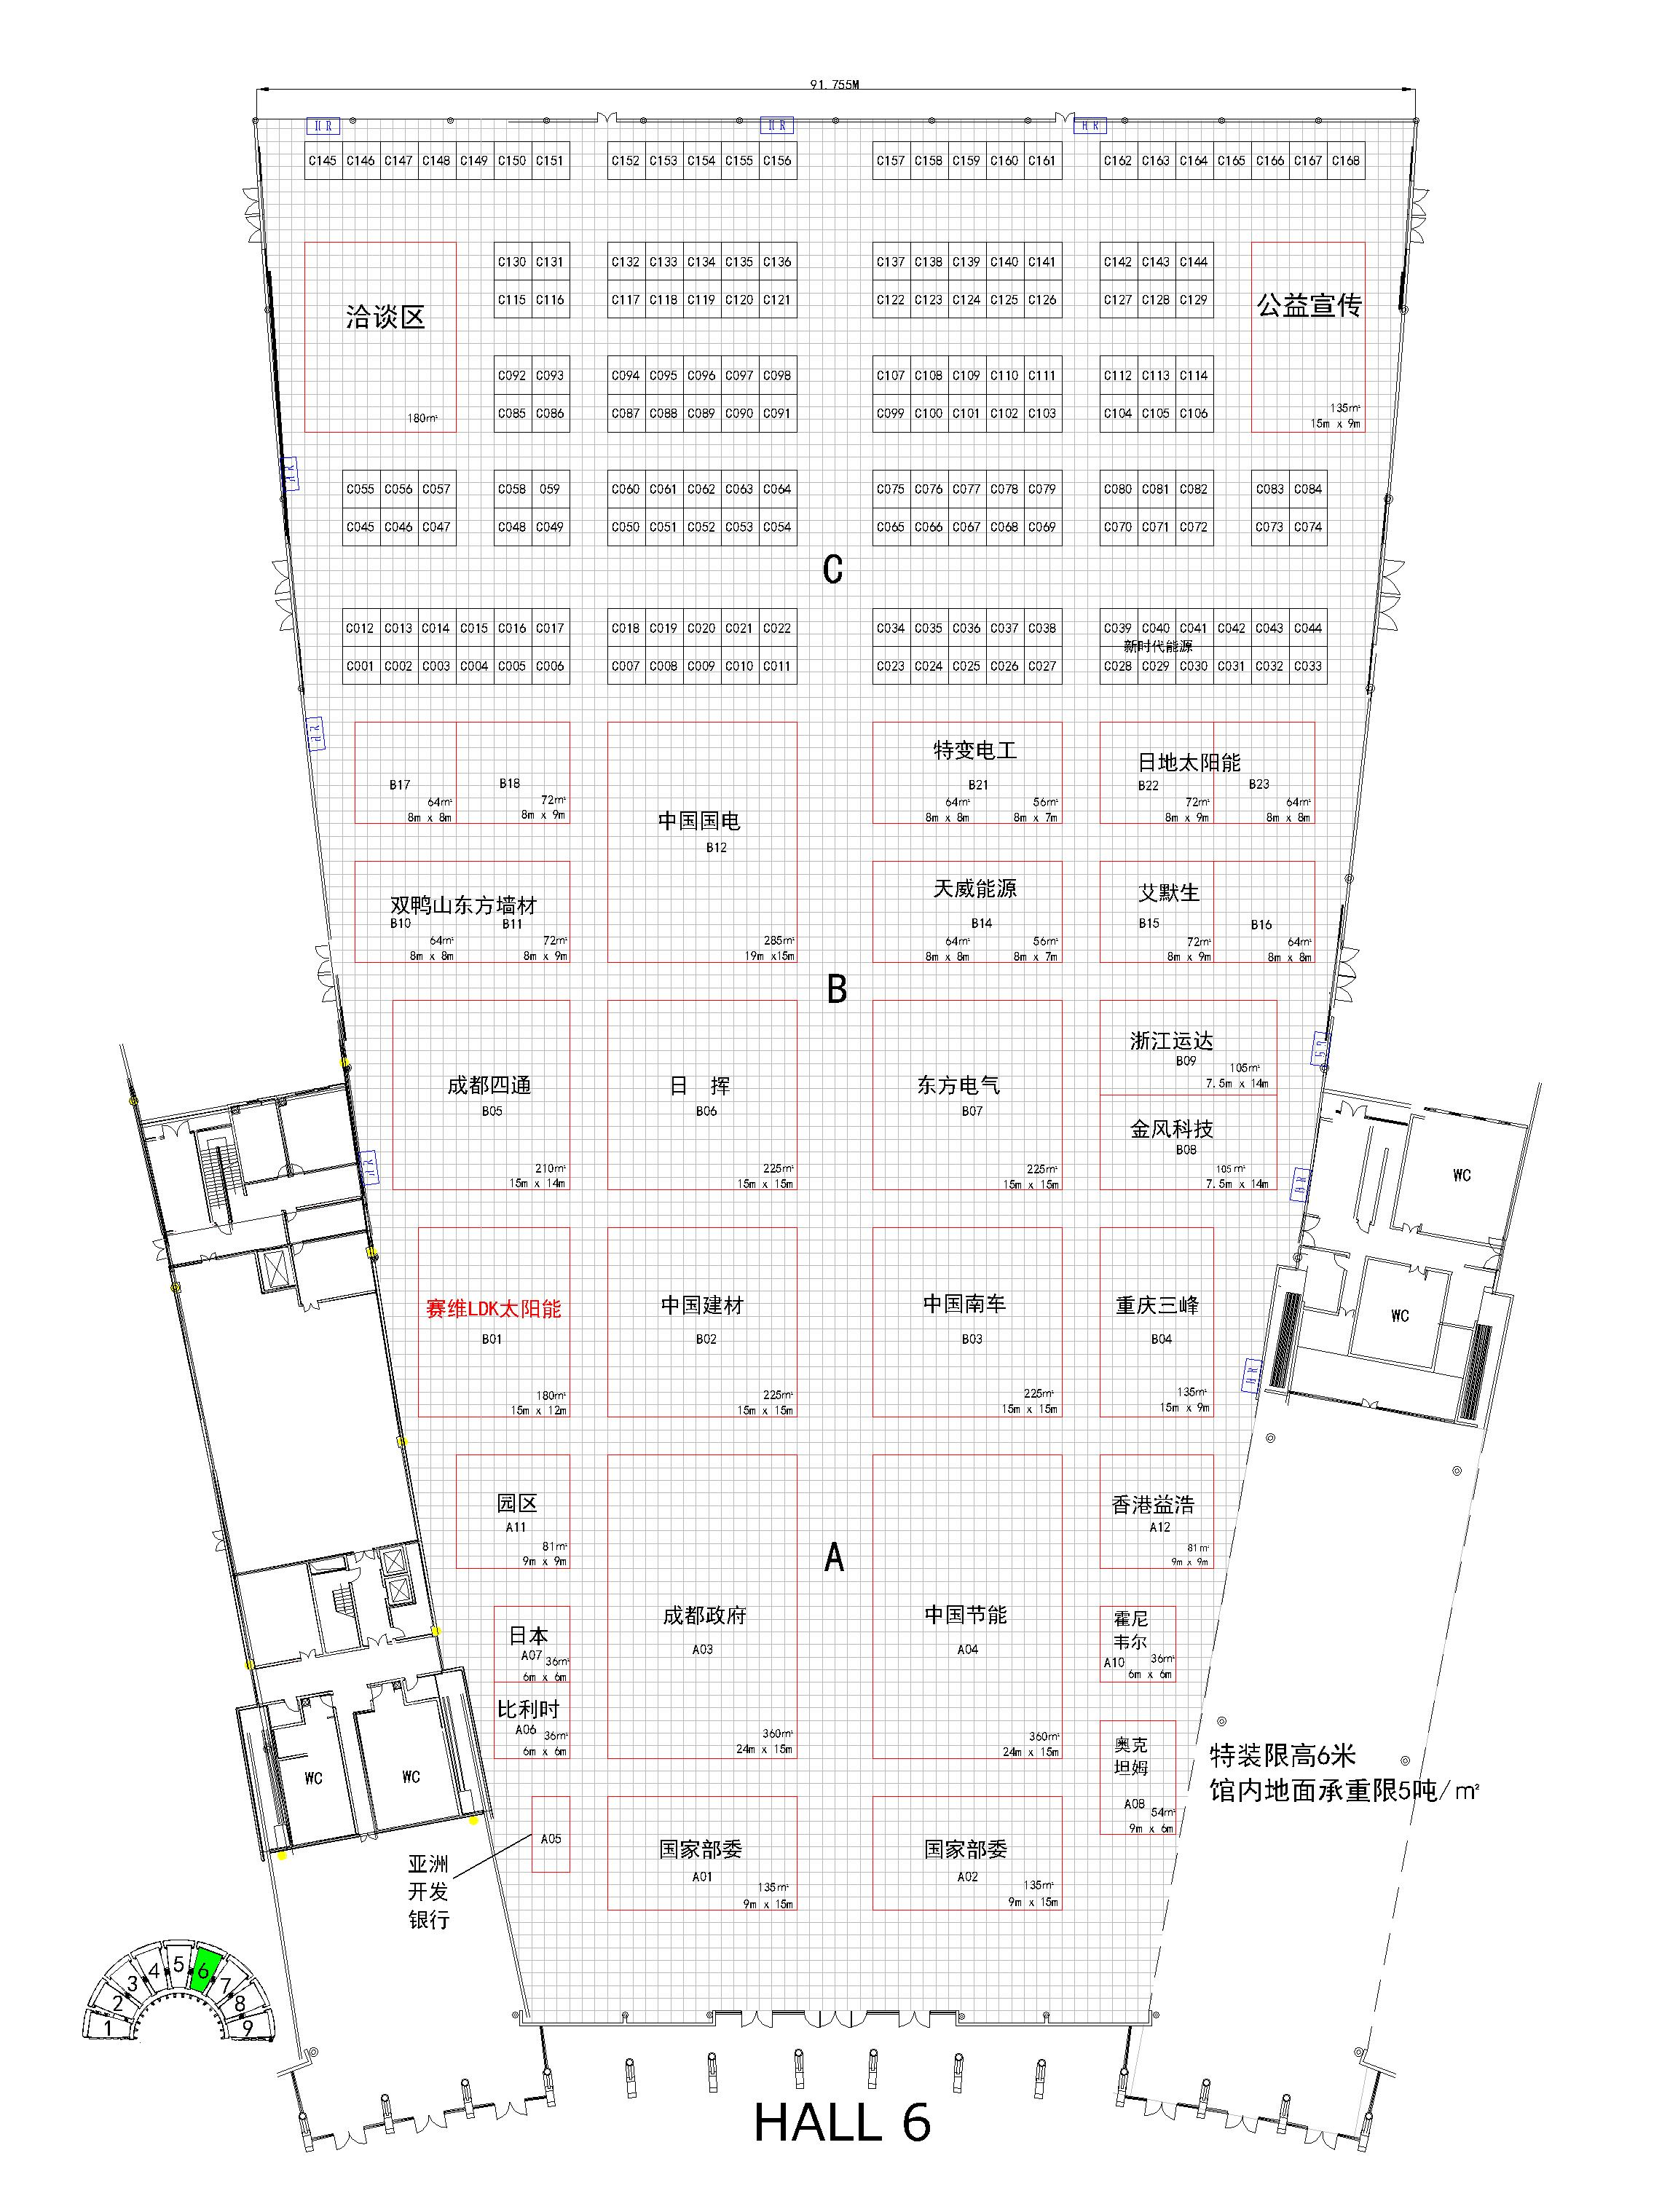 91.755M
C145 C146 C147 C148 C149 C150 C151 C152 C153 C154 C155 C156 C157 C158 C159 C160 C161 C162 C163 C164 C165 C166 C167 C168
C130 C131 C132 C133 C134 C135 C136 C137 C138 C139 C140 C141 C142 C143 C144
C115 C116 C117 C118 C119 C120 C121 C122 C123 C124 C125 C126 C127 C128 C129
洽谈区
180㎡
公益宣传
135㎡
15m x 9m
C092 C093 C094 C095 C096 C097 C098 C107 C108 C109 C110 C111 C112 C113 C114
C085 C086 C087 C088 C089 C090 C091 C099 C100 C101 C102 C103 C104 C105 C106
C055 C056 C057 C058 059 C060 C061 C062 C063 C064 C075 C076 C077 C078 C079 C080 C081 C082 C083 C084
C045 C046 C047 C048 C049 C050 C051 C052 C053 C054 C065 C066 C067 C068 C069 C070 C071 C072 C073 C074
C
C012 C013 C014 C015 C016 C017 C018 C019 C020 C021 C022 C034 C035 C036 C037 C038 C039 C040 C041 C042 C043 C044
新时代能源
C001 C002 C003 C004 C005 C006 C007 C008 C009 C010 C011 C023 C024 C025 C026 C027 C028 C029 C030 C031 C032 C033
B17
64㎡
8m x 8m
B18
72㎡
8m x 9m
中国国电
B12
285㎡
19m x15m
特变电工
B21
64㎡ 56㎡
8m x 8m 8m x 7m
日地太阳能
B22 B23
72㎡ 64㎡
8m x 9m 8m x 8m
双鸭山东方墙材
B10 B11
64㎡ 72㎡
8m x 8m 8m x 9m
天威能源
B14
64㎡ 56㎡
8m x 8m 8m x 7m
艾默生
B15 B16
72㎡ 64㎡
8m x 9m 8m x 8m
B
成都四通
B05
210㎡
15m x 14m
日 挥
B06
225㎡
15m x 15m
东方电气
B07
225㎡
15m x 15m
浙江运达
B09
105㎡
7.5m x 14m
金风科技
B08
105㎡
7.5m x 14m
WC
WC
赛维LDK太阳能
B01
180㎡
15m x 12m
中国建材
B02
225㎡
15m x 15m
中国南车
B03
225㎡
15m x 15m
重庆三峰
B04
135㎡
15m x 9m
园区
A11
81㎡
9m x 9m
A
香港益浩
A12
81㎡
9m x 9m
日本
A07
36㎡
6m x 6m
比利时
A06
36㎡
6m x 6m
成都政府
A03
360㎡
24m x 15m
中国节能
A04
360㎡
24m x 15m
霍尼
韦尔
A10
36㎡
6m x 6m
奥克
坦姆
A08
54㎡
9m x 6m
WC
WC
特装限高6米
馆内地面承重限5吨/㎡
A05
亚洲
开发
银行
国家部委
A01
135㎡
9m x 15m
国家部委
A02
135㎡
9m x 15m
1 2 3 4 5 6 7 8 9
HALL 6